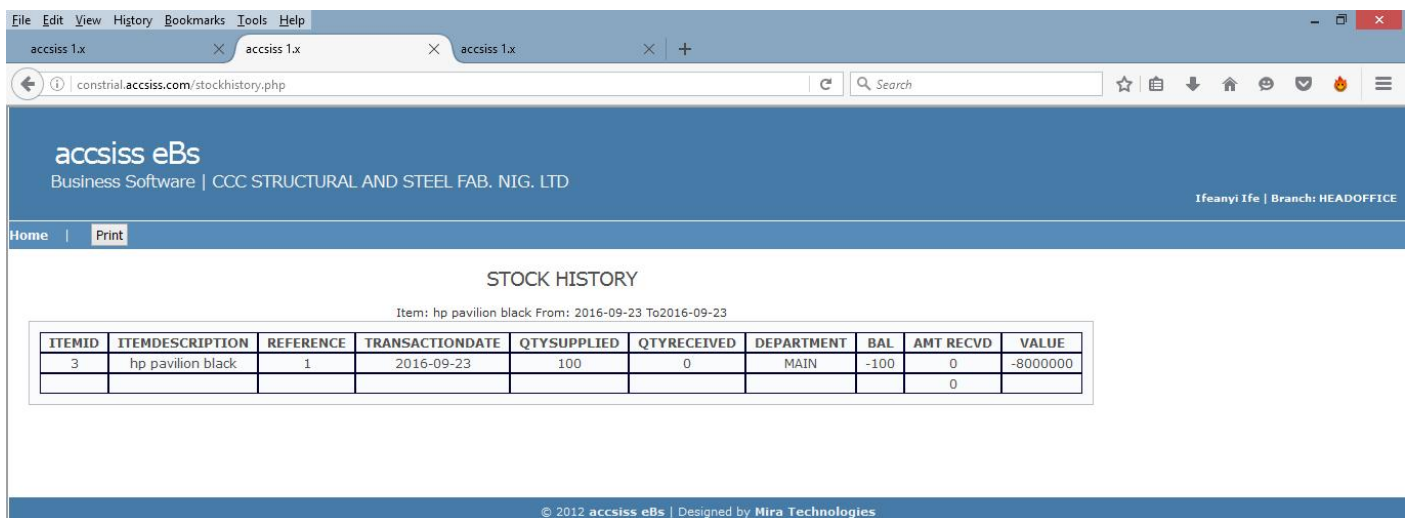 File Edit View History Bookmarks Tools Help
accsiss 1.x accsiss 1.x accsiss 1.x
constrial.accsiss.com/stockhistory.php Search
accsiss eBs
Business Software | CCC STRUCTURAL AND STEEL FAB. NIG. LTD
Ifeanyi Ife | Branch: HEADOFFICE
Home | Print
STOCK HISTORY
Item: hp pavilion black From: 2016-09-23 To2016-09-23
ITEMID ITEMDESCRIPTION REFERENCE TRANSACTIONDATE QTYSUPPLIED QTYRECEIVED DEPARTMENT BAL AMT RECVD VALUE
3 hp pavilion black 1 2016-09-23 100 0 MAIN -100 0 -8000000
0
© 2012 accsiss eBs | Designed by Mira Technologies